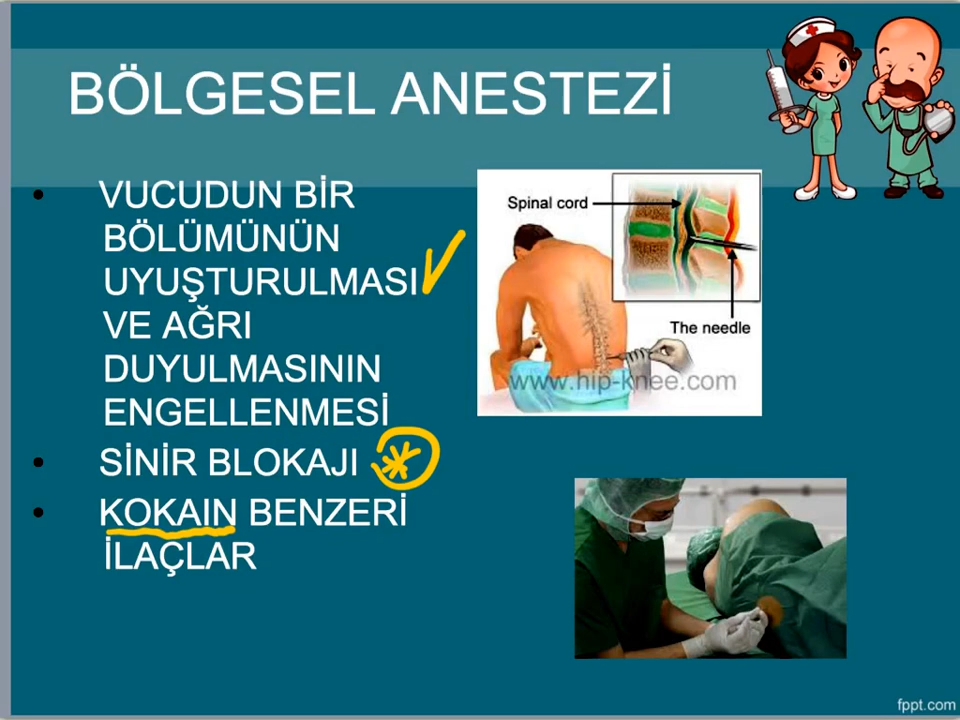 BÖLGESEL ANESTEZİ
• VUCUDUN BİR
BÖLÜMÜNÜN
UYUŞTURULMASI
VE AĞRI
DUYULMASININ
ENGELLENMESİ
• SİNİR BLOKAJI
• KOKAIN BENZERİ
İLAÇLAR
Spinal cord
The needle
www.hip-knee.com
fppt.com